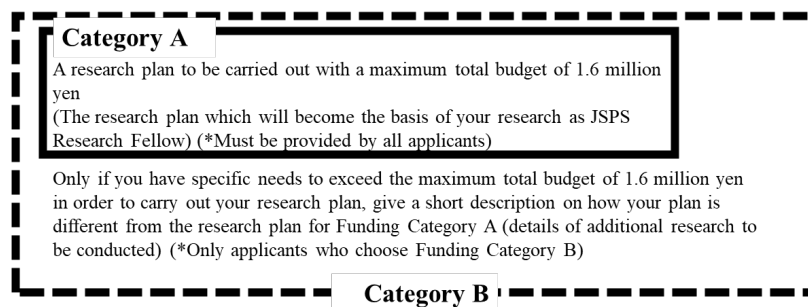 Category A
A research plan to be carried out with a maximum total budget of 1.6 million
yen
(The research plan which will become the basis of your research as JSPS
Research Fellow) (*Must be provided by all applicants)
Only if you have specific needs to exceed the maximum total budget of 1.6 million yen
in order to carry out your research plan, give a short description on how your plan is
different from the research plan for Funding Category A (details of additional research to
be conducted) (*Only applicants who choose Funding Category B)
Category B